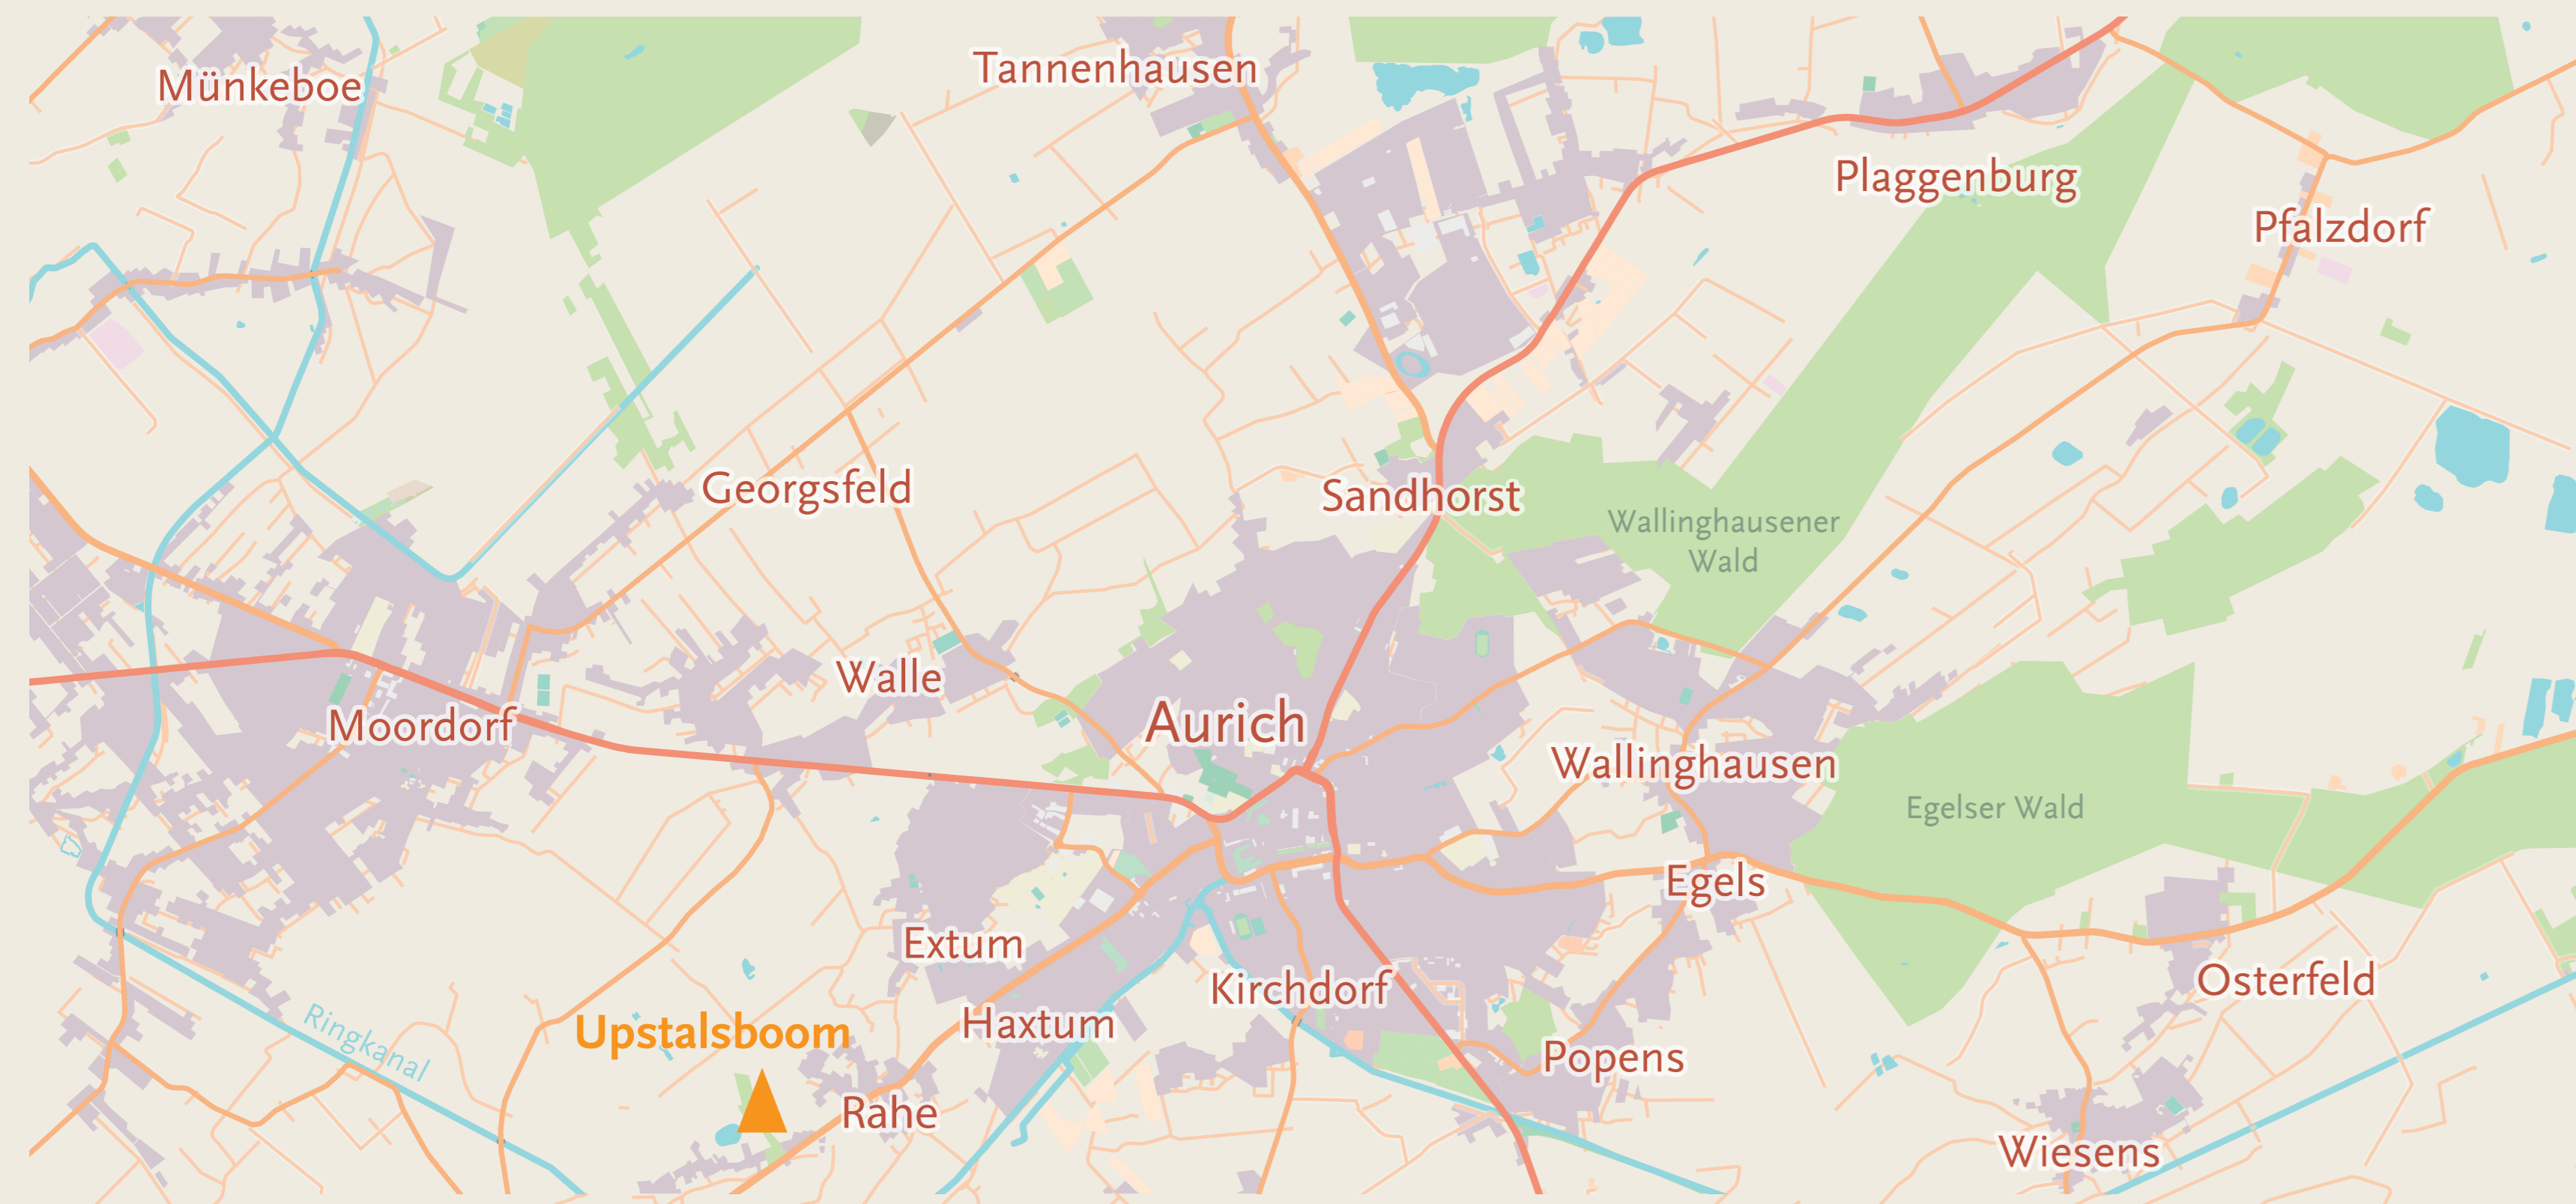 Münkeboe
Tannenhausen
Plaggenburg
Pfalzdorf
Georgsfeld
Sandhorst
Wallinghausener
Wald
Walle
Moordorf
Aurich
Wallinghausen
Egelser Wald
Egels
Extum
Kirchdorf
Osterfeld
Haxtum
Upstalsboom
Ringkanal
Popens
Rahe
Wiesens